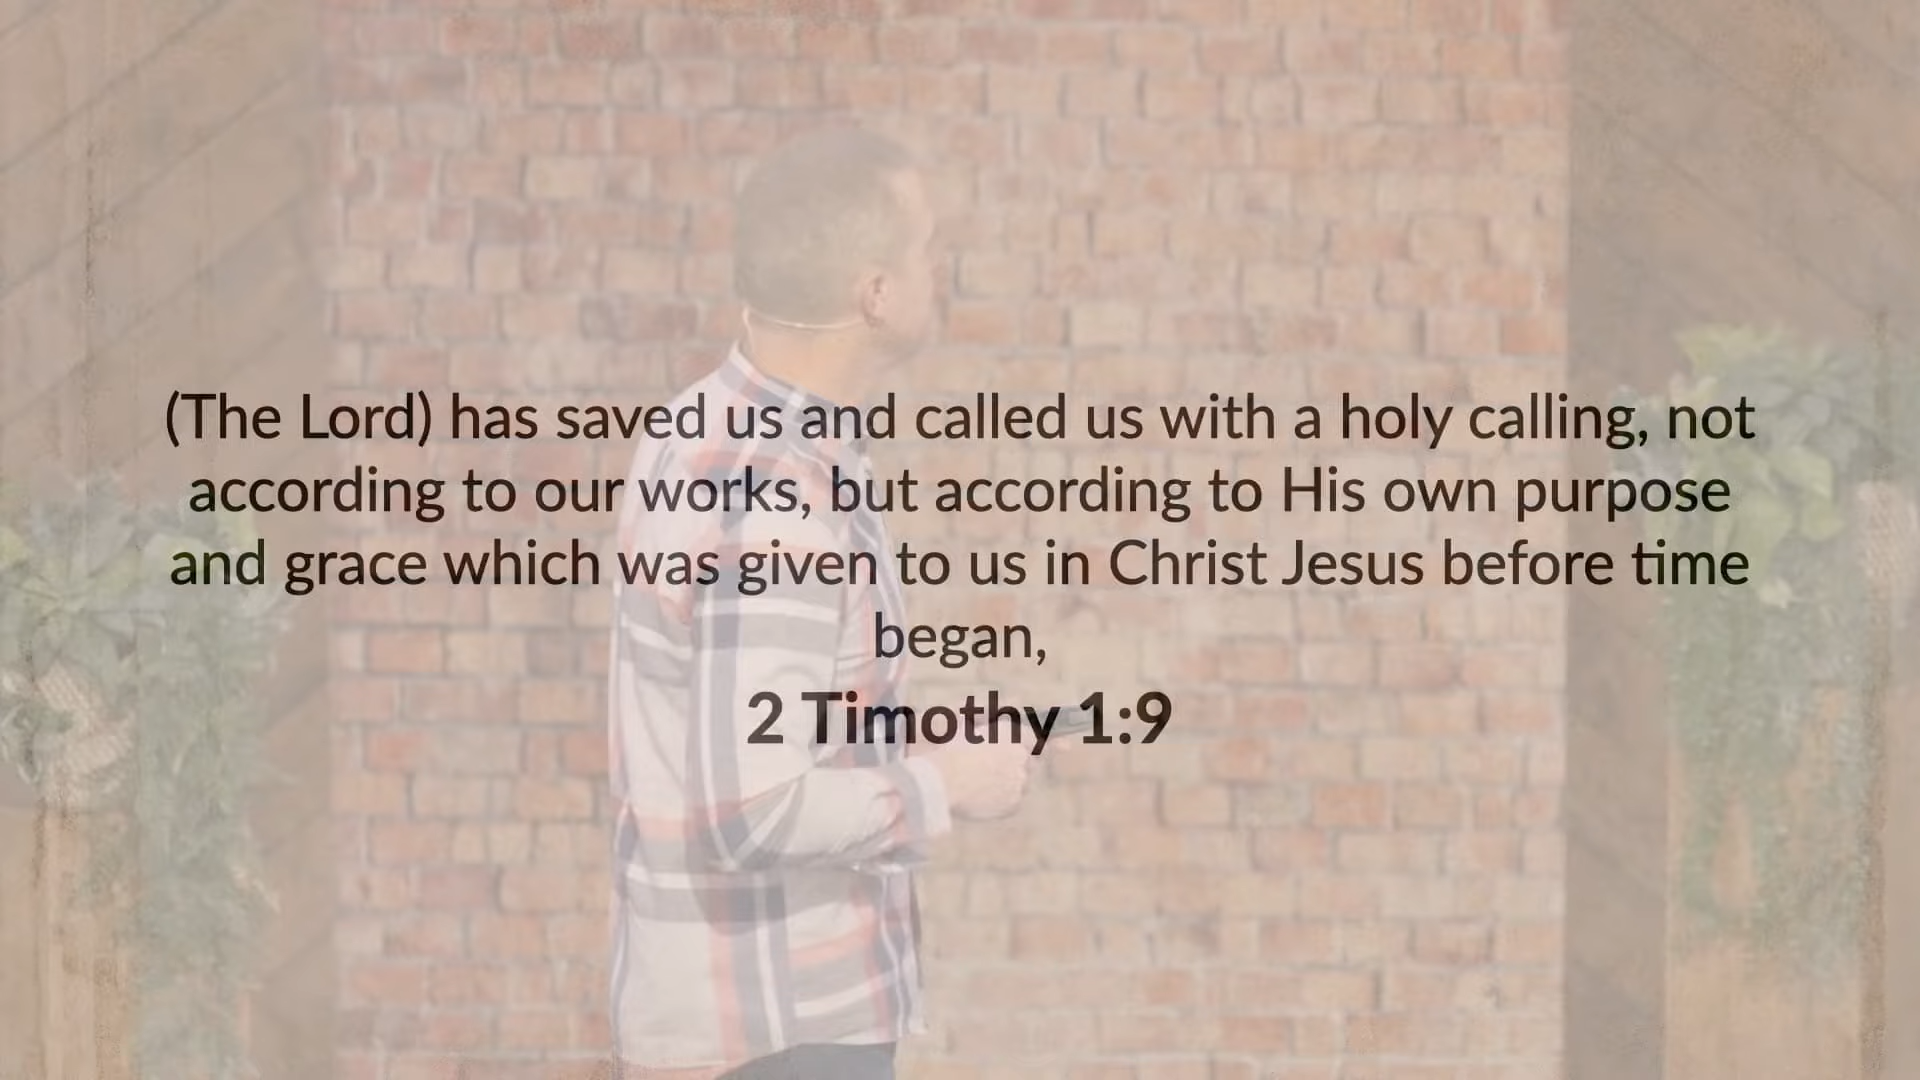 (The Lord) has saved us and called us with a holy calling, not
according to our works, but according to His own purpose
and grace which was given to us in Christ Jesus before time
began,
2 Timothy 1:9